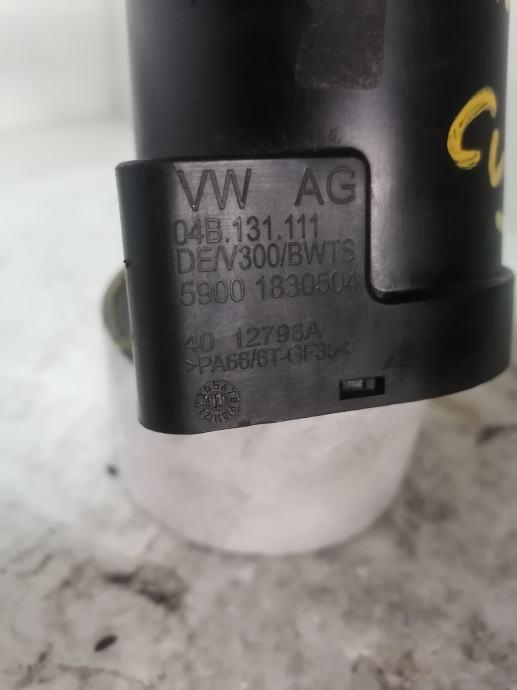 VW AG
04B.131.111
DE/V300/BWTS
5900 1830504
40 12796A
>PA66/6T-GF35<